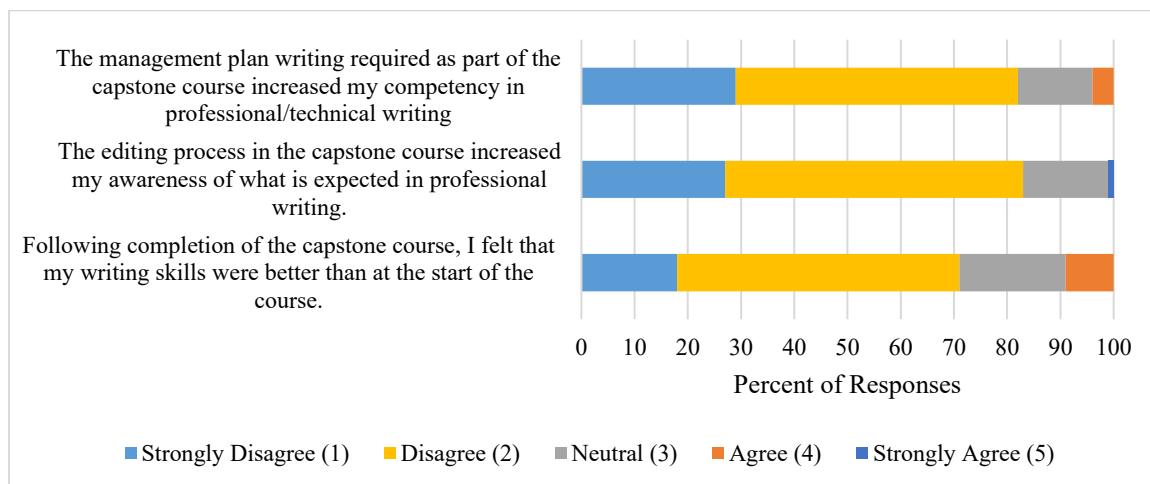 The management plan writing required as part of the
capstone course increased my competency in
professional/technical writing
The editing process in the capstone course increased
my awareness of what is expected in professional
writing.
Following completion of the capstone course, I felt that
my writing skills were better than at the start of the
course.
0 10 20 30 40 50 60 70 80 90 100
Percent of Responses
Strongly Disagree (1) Disagree (2) Neutral (3) Agree (4) Strongly Agree (5)